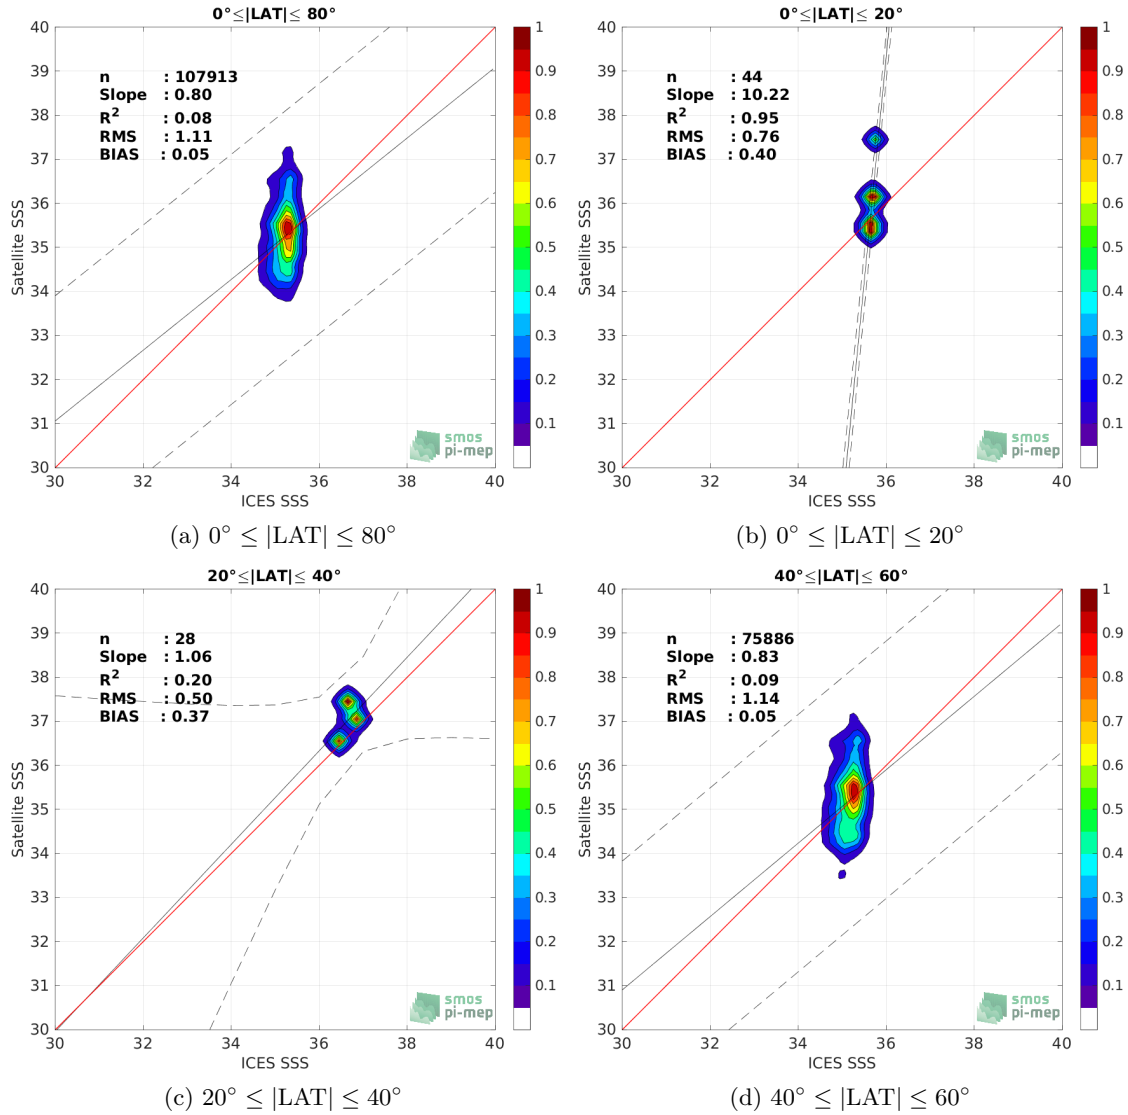 0°≤|LAT|≤ 80°
n : 107913
Slope : 0.80
R² : 0.08
RMS : 1.11
BIAS : 0.05
Satellite SSS
40
39
38
37
36
35
34
33
32
31
30
30 32 34 36 38 40
ICES SSS
1
0.9
0.8
0.7
0.6
0.5
0.4
0.3
0.2
0.1
smos
pi-mep
(a) 0° ≤ |LAT| ≤ 80°
0°≤|LAT|≤ 20°
n : 44
Slope : 10.22
R² : 0.95
RMS : 0.76
BIAS : 0.40
Satellite SSS
40
39
38
37
36
35
34
33
32
31
30
30 32 34 36 38 40
ICES SSS
1
0.9
0.8
0.7
0.6
0.5
0.4
0.3
0.2
0.1
smos
pi-mep
(b) 0° ≤ |LAT| ≤ 20°
20°≤|LAT|≤ 40°
n : 28
Slope : 1.06
R² : 0.20
RMS : 0.50
BIAS : 0.37
Satellite SSS
40
39
38
37
36
35
34
33
32
31
30
30 32 34 36 38 40
ICES SSS
1
0.9
0.8
0.7
0.6
0.5
0.4
0.3
0.2
0.1
smos
pi-mep
(c) 20° ≤ |LAT| ≤ 40°
40°≤|LAT|≤ 60°
n : 75886
Slope : 0.83
R² : 0.09
RMS : 1.14
BIAS : 0.05
Satellite SSS
40
39
38
37
36
35
34
33
32
31
30
30 32 34 36 38 40
ICES SSS
1
0.9
0.8
0.7
0.6
0.5
0.4
0.3
0.2
0.1
smos
pi-mep
(d) 40° ≤ |LAT| ≤ 60°